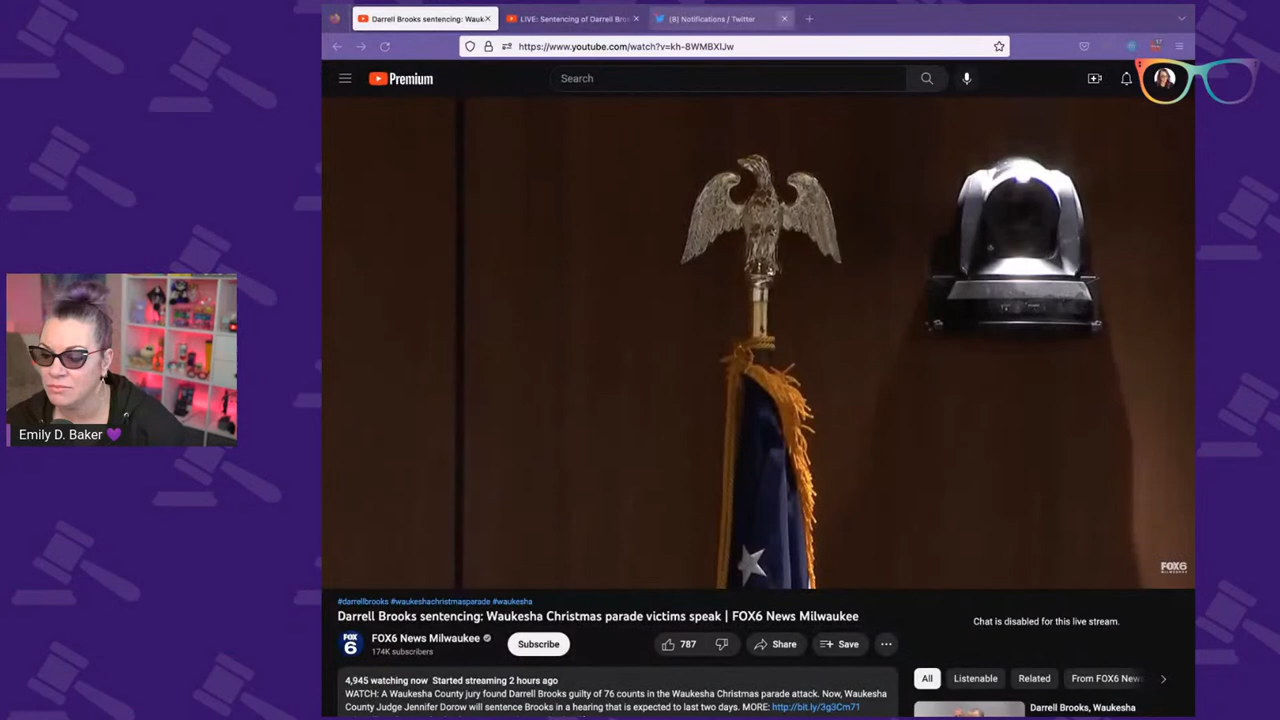 Darrell Brooks sentencing: Wauk
LIVE: Sentencing of Darrell Bro
(8) Notifications / Twitter
https://www.youtube.com/watch?v=kh-8WMBXIJw
Premium
Search
Emily D. Baker 💜
FOX6
#darrellbrooks #waukeshachristmasparade #waukesha
Darrell Brooks sentencing: Waukesha Christmas parade victims speak | FOX6 News Milwaukee
Chat is disabled for this live stream.
FOX 6
FOX6 News Milwaukee
174K subscribers
Subscribe
787
Share
Save
4,945 watching now Started streaming 2 hours ago
WATCH: A Waukesha County jury found Darrell Brooks guilty of 76 counts in the Waukesha Christmas parade attack. Now, Waukesha
County Judge Jennifer Dorow will sentence Brooks in a hearing that is expected to last two days. MORE: http://bit.ly/3g3Cm71
All
Listenable
Related
From FOX6 New
Darrell Brooks, Waukesha